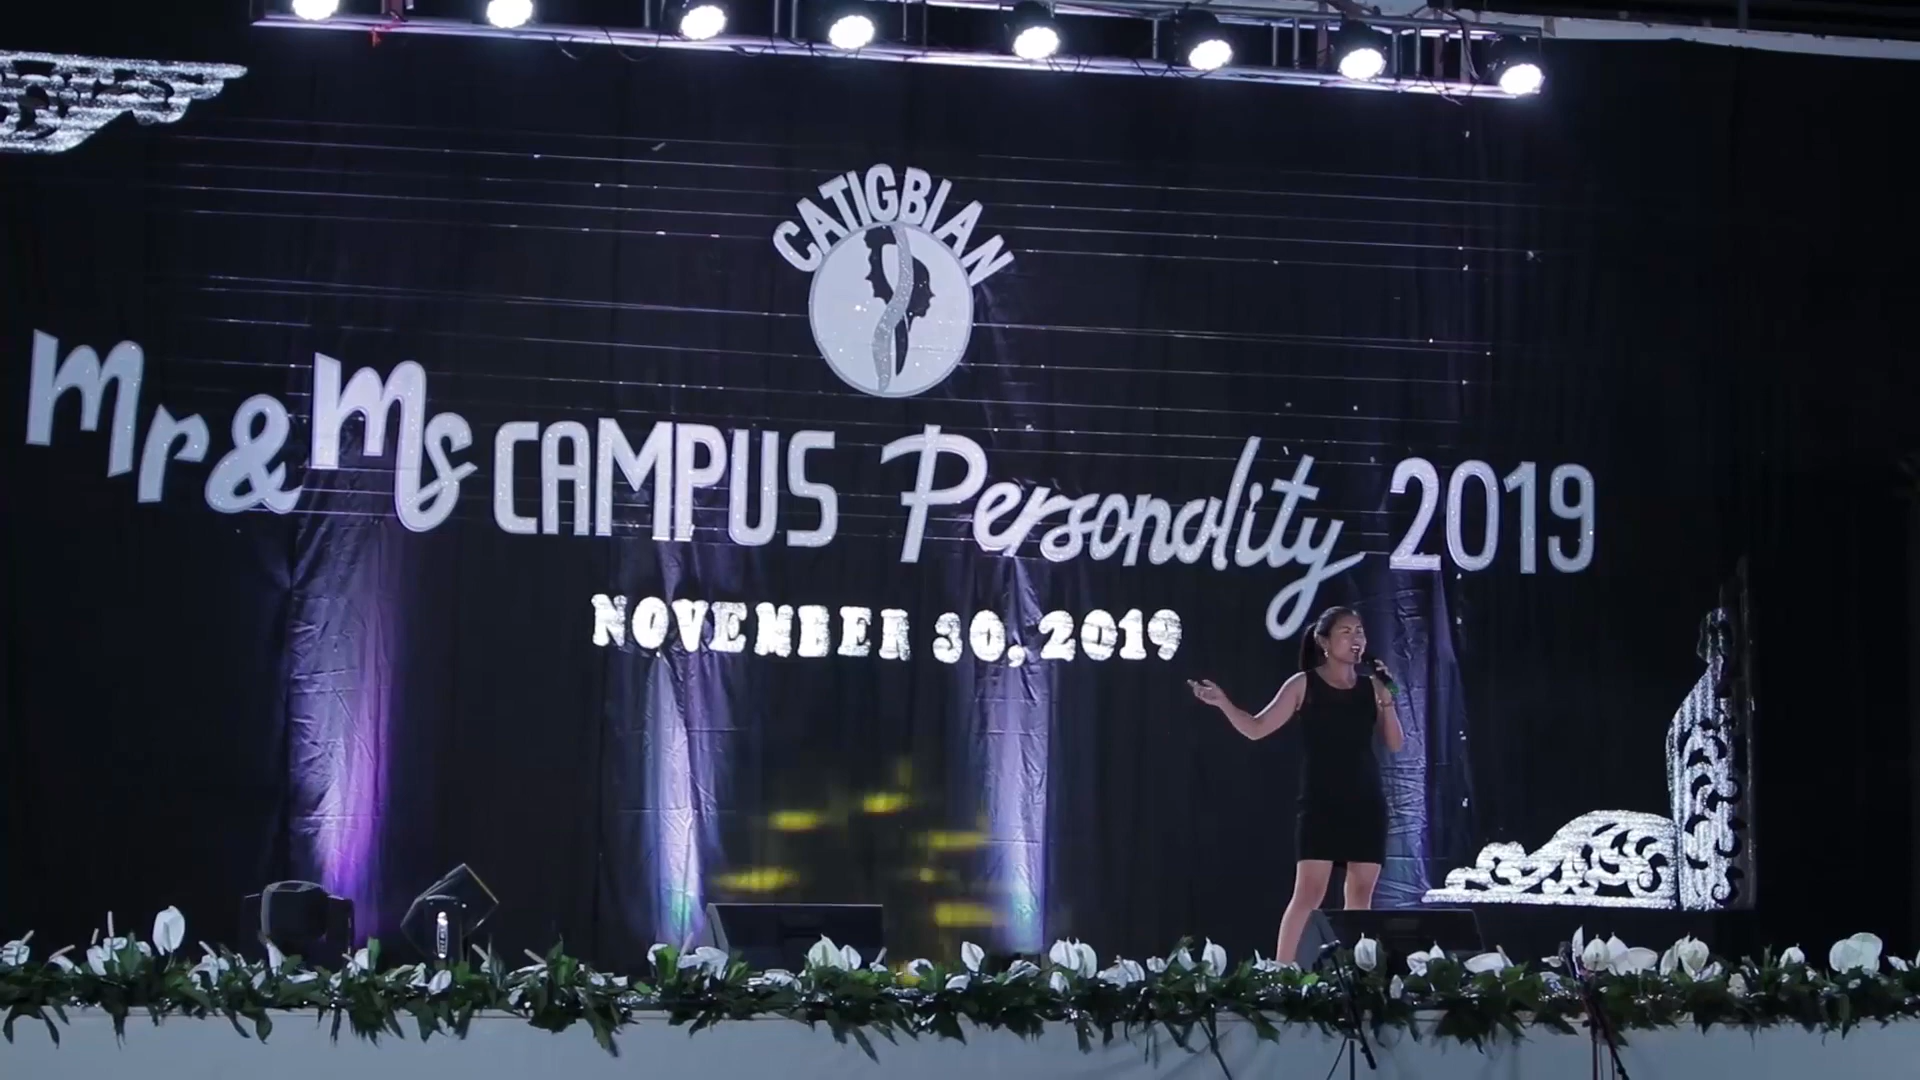 CATIGBIAN
Mr & Ms CAMPUS Personality 2019
NOVEMBER 30, 2019